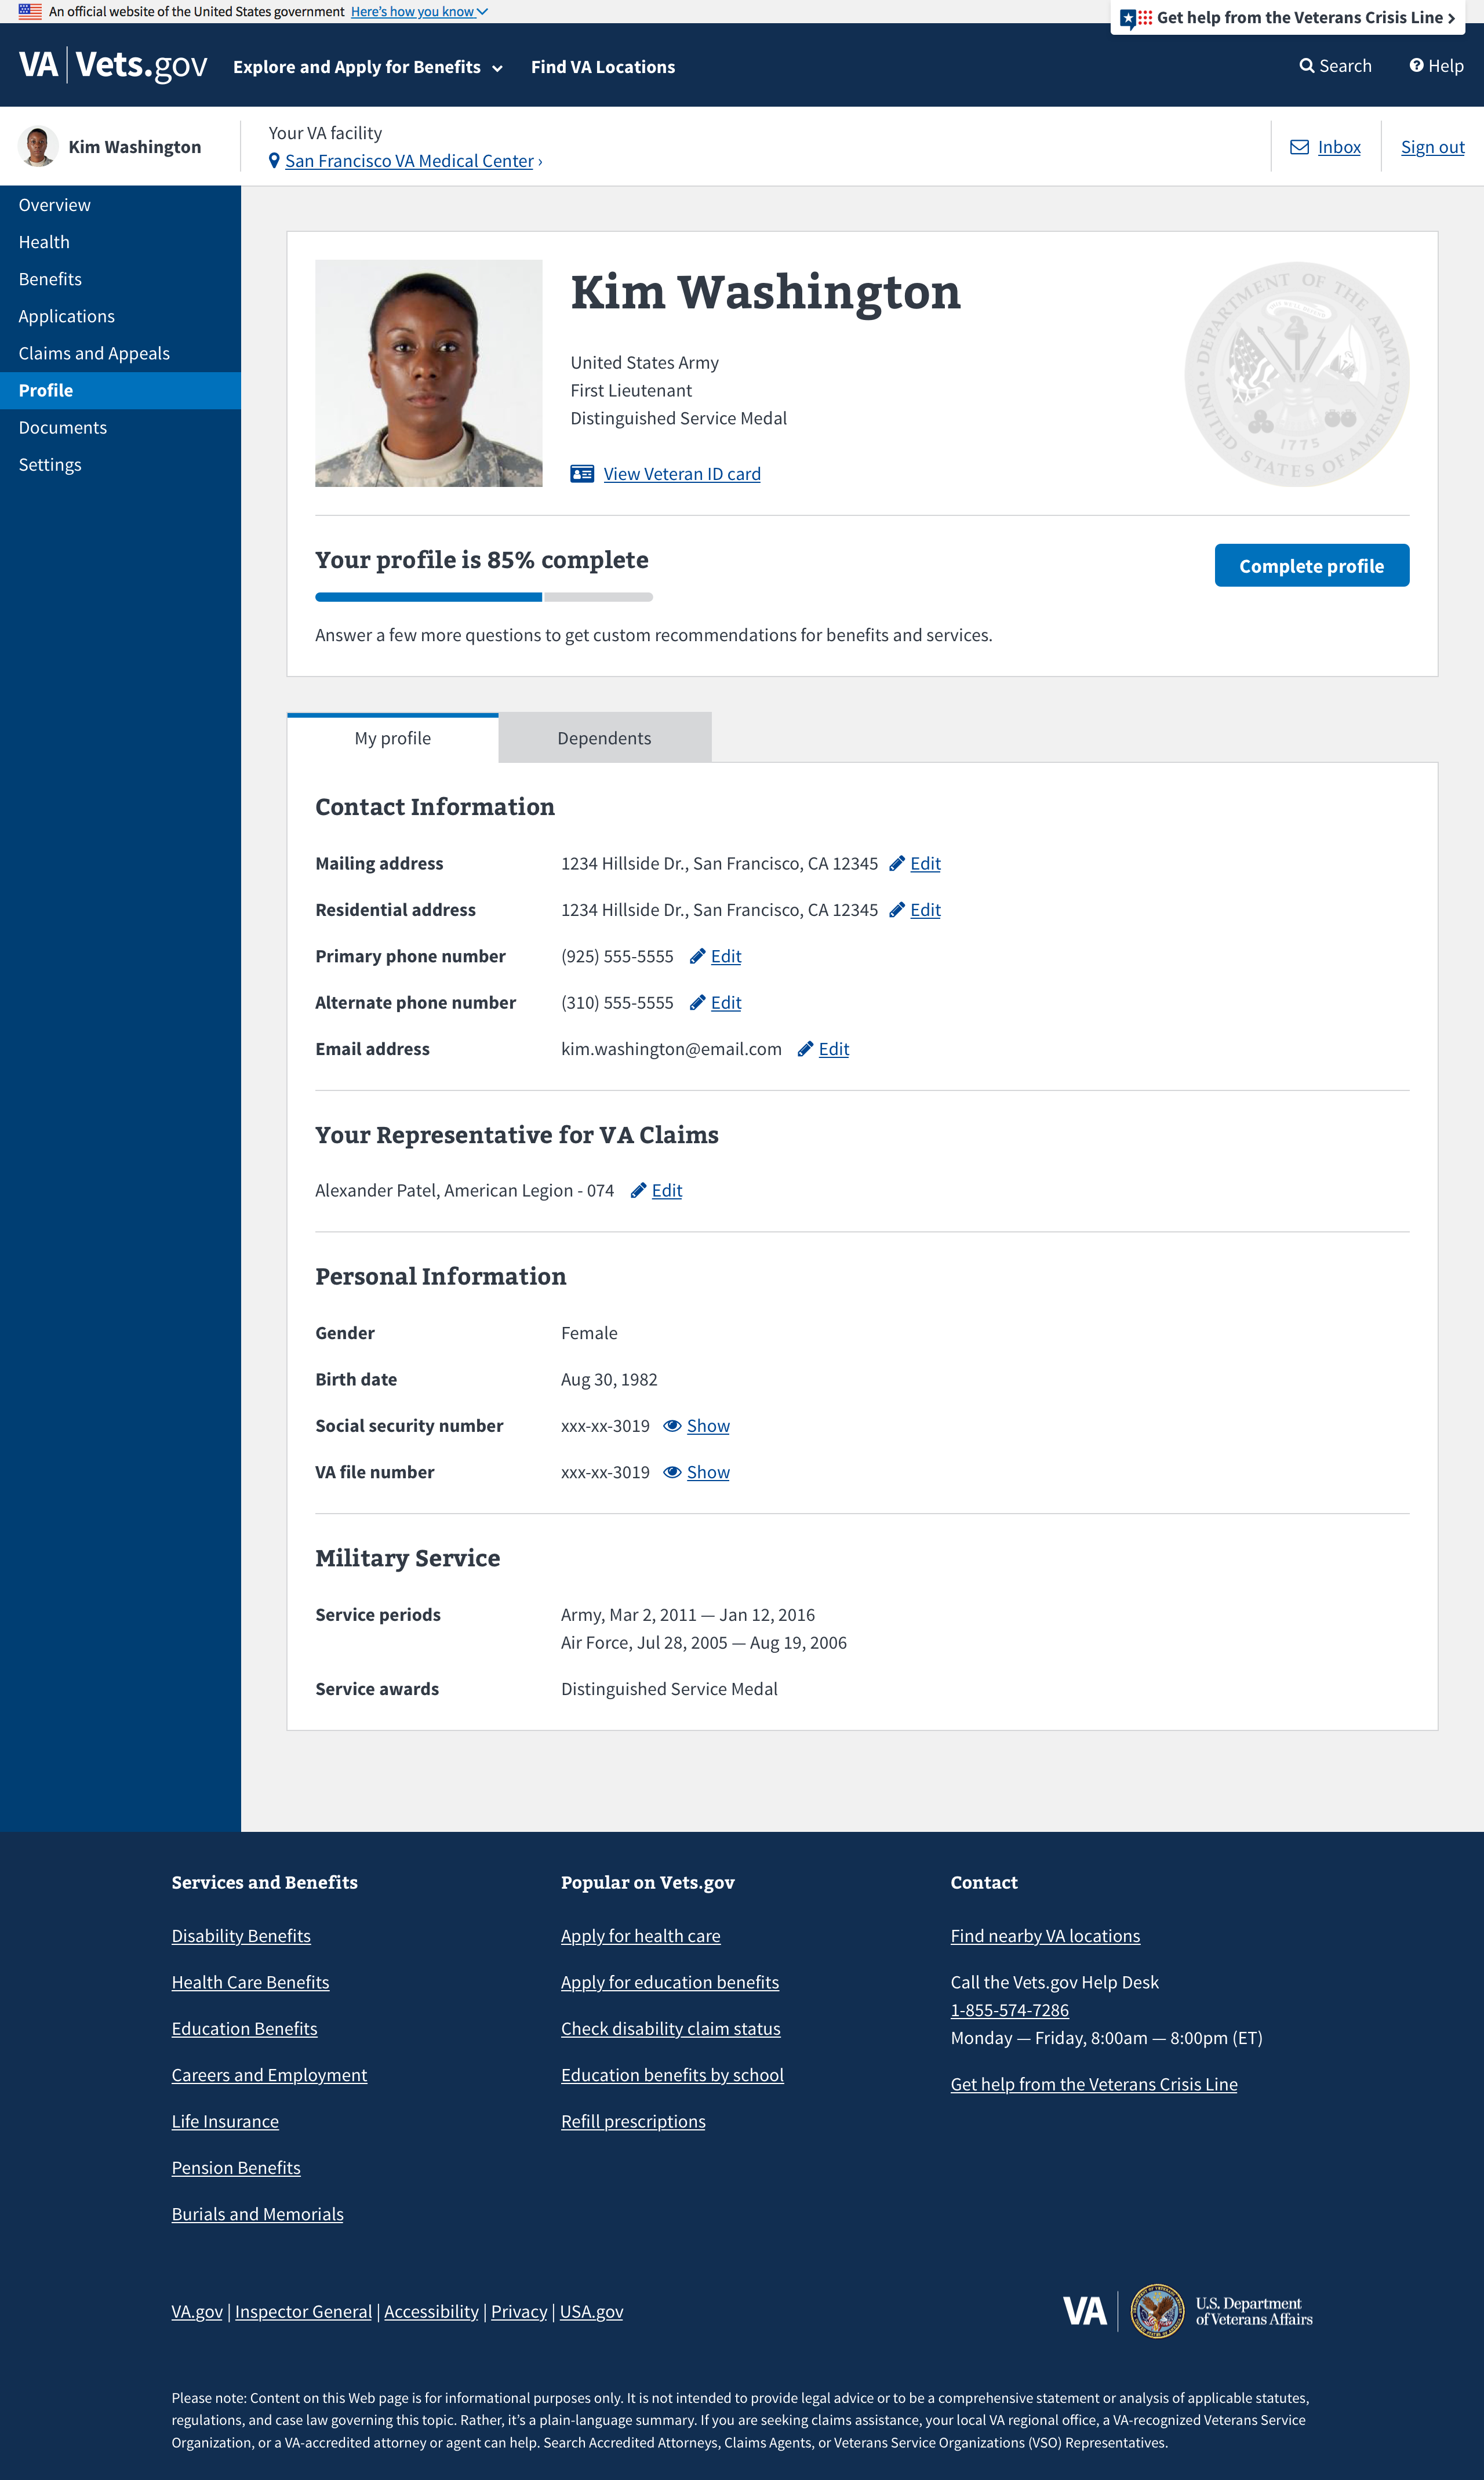 An official website of the United States government Here's how you know
Get help from the Veterans Crisis Line
VA Vets.gov Explore and Apply for Benefits Find VA Locations Search Help
Kim Washington
Your VA facility
San Francisco VA Medical Center ›
Inbox
Sign out
Overview
Health
Benefits
Applications
Claims and Appeals
Profile
Documents
Settings
Kim Washington
United States Army
First Lieutenant
Distinguished Service Medal
View Veteran ID card
DEPARTMENT OF THE ARMY
UNITED STATES OF AMERICA
1775
Your profile is 85% complete
Complete profile
Answer a few more questions to get custom recommendations for benefits and services.
My profile
Dependents
Contact Information
Mailing address 1234 Hillside Dr., San Francisco, CA 12345 Edit
Residential address 1234 Hillside Dr., San Francisco, CA 12345 Edit
Primary phone number (925) 555-5555 Edit
Alternate phone number (310) 555-5555 Edit
Email address kim.washington@email.com Edit
Your Representative for VA Claims
Alexander Patel, American Legion - 074 Edit
Personal Information
Gender Female
Birth date Aug 30, 1982
Social security number xxx-xx-3019 Show
VA file number xxx-xx-3019 Show
Military Service
Service periods Army, Mar 2, 2011 — Jan 12, 2016
Air Force, Jul 28, 2005 — Aug 19, 2006
Service awards Distinguished Service Medal
Services and Benefits
Disability Benefits
Health Care Benefits
Education Benefits
Careers and Employment
Life Insurance
Pension Benefits
Burials and Memorials
Popular on Vets.gov
Apply for health care
Apply for education benefits
Check disability claim status
Education benefits by school
Refill prescriptions
Contact
Find nearby VA locations
Call the Vets.gov Help Desk
1-855-574-7286
Monday — Friday, 8:00am — 8:00pm (ET)
Get help from the Veterans Crisis Line
VA.gov | Inspector General | Accessibility | Privacy | USA.gov
VA
U.S. Department
of Veterans Affairs
Please note: Content on this Web page is for informational purposes only. It is not intended to provide legal advice or to be a comprehensive statement or analysis of applicable statutes,
regulations, and case law governing this topic. Rather, it's a plain-language summary. If you are seeking claims assistance, your local VA regional office, a VA-recognized Veterans Service
Organization, or a VA-accredited attorney or agent can help. Search Accredited Attorneys, Claims Agents, or Veterans Service Organizations (VSO) Representatives.